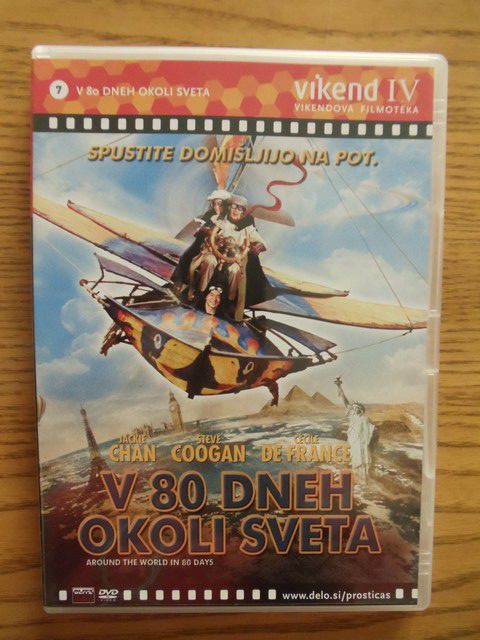 7 V 80 DNEH OKOLI SVETA
vikend IV
VIKENDOVA FILMOTEKA
SPUSTITE DOMIŠLJIJO NA POT.
JACKIE CHAN
STEVE COOGAN
CÉCILE DE FRANCE
V 80 DNEH
OKOLI SVETA
AROUND THE WORLD IN 80 DAYS
DVD
VIDEO
www.delo.si/prosticas